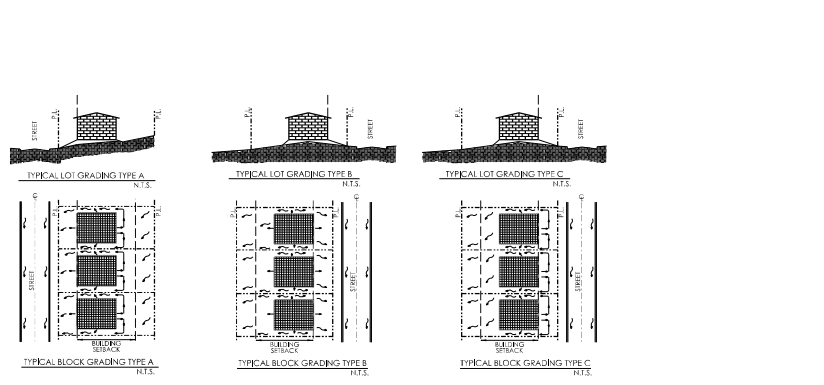 P.L.
P.L.
STREET
TYPICAL LOT GRADING TYPE A
N.T.S.
P.L.
P.L.
STREET
TYPICAL LOT GRADING TYPE B
N.T.S.
P.L.
STREET
TYPICAL LOT GRADING TYPE C
N.T.S.
℄
P.L.
P.L.
STREET
BUILDING
SETBACK
TYPICAL BLOCK GRADING TYPE A
N.T.S.
℄
P.L.
P.L.
STREET
BUILDING
SETBACK
TYPICAL BLOCK GRADING TYPE B
N.T.S.
℄
P.L.
P.L.
STREET
BUILDING
SETBACK
TYPICAL BLOCK GRADING TYPE C
N.T.S.